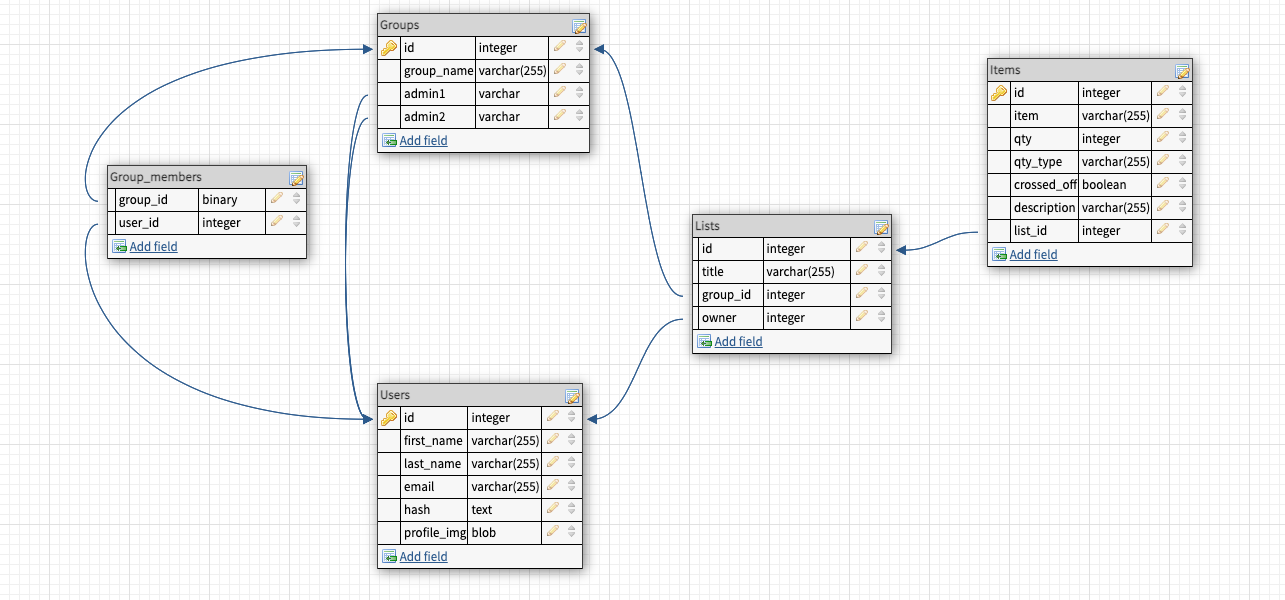 Groups
id integer
group_name varchar(255)
admin1 varchar
admin2 varchar
Add field
Group_members
group_id binary
user_id integer
Add field
Users
id integer
first_name varchar(255)
last_name varchar(255)
email varchar(255)
hash text
profile_img blob
Add field
Lists
id integer
title varchar(255)
group_id integer
owner integer
Add field
Items
id integer
item varchar(255)
qty integer
qty_type varchar(255)
crossed_off boolean
description varchar(255)
list_id integer
Add field